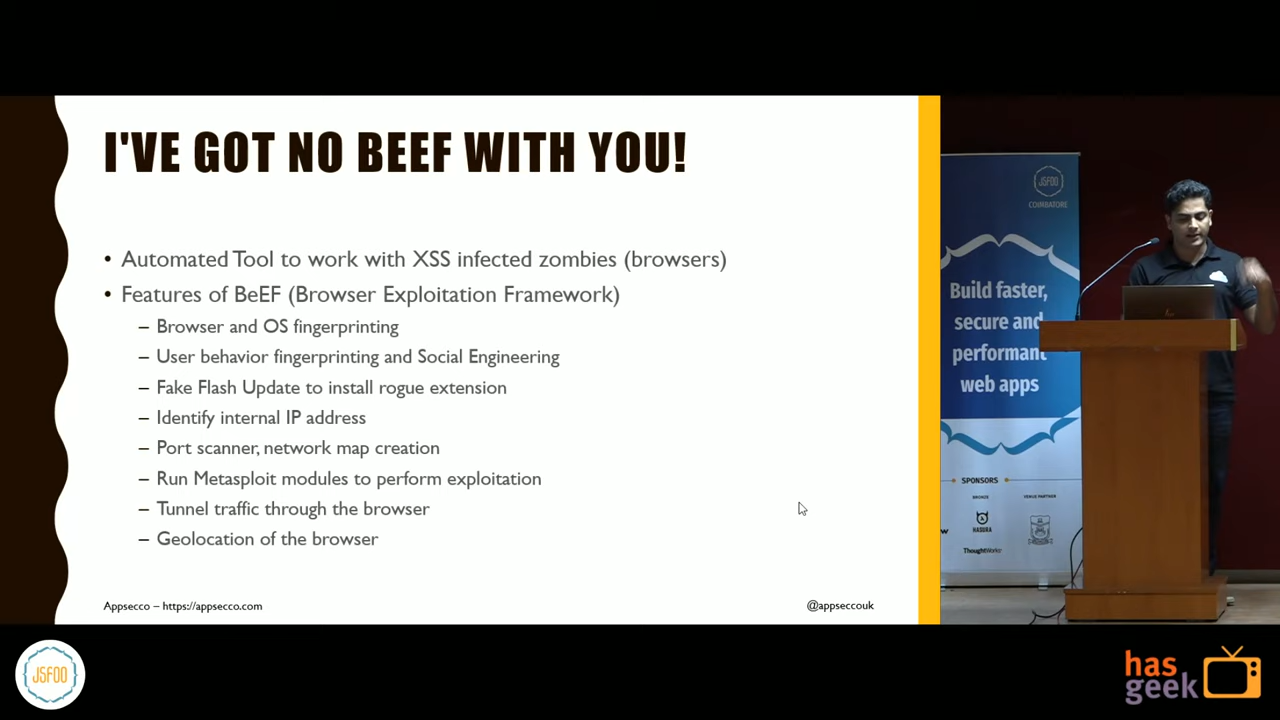 I'VE GOT NO BEEF WITH YOU!
• Automated Tool to work with XSS infected zombies (browsers)
• Features of BeEF (Browser Exploitation Framework)
– Browser and OS fingerprinting
– User behavior fingerprinting and Social Engineering
– Fake Flash Update to install rogue extension
– Identify internal IP address
– Port scanner, network map creation
– Run Metasploit modules to perform exploitation
– Tunnel traffic through the browser
– Geolocation of the browser
Appsecco – https://appsecco.com
@appseccouk
JSFOO
COIMBATORE
Build faster,
secure and
performant
web apps
SPONSORS
BRONZE
VENUE PARTNER
HASURA
ThoughtWorks
JSFOO
has
geek